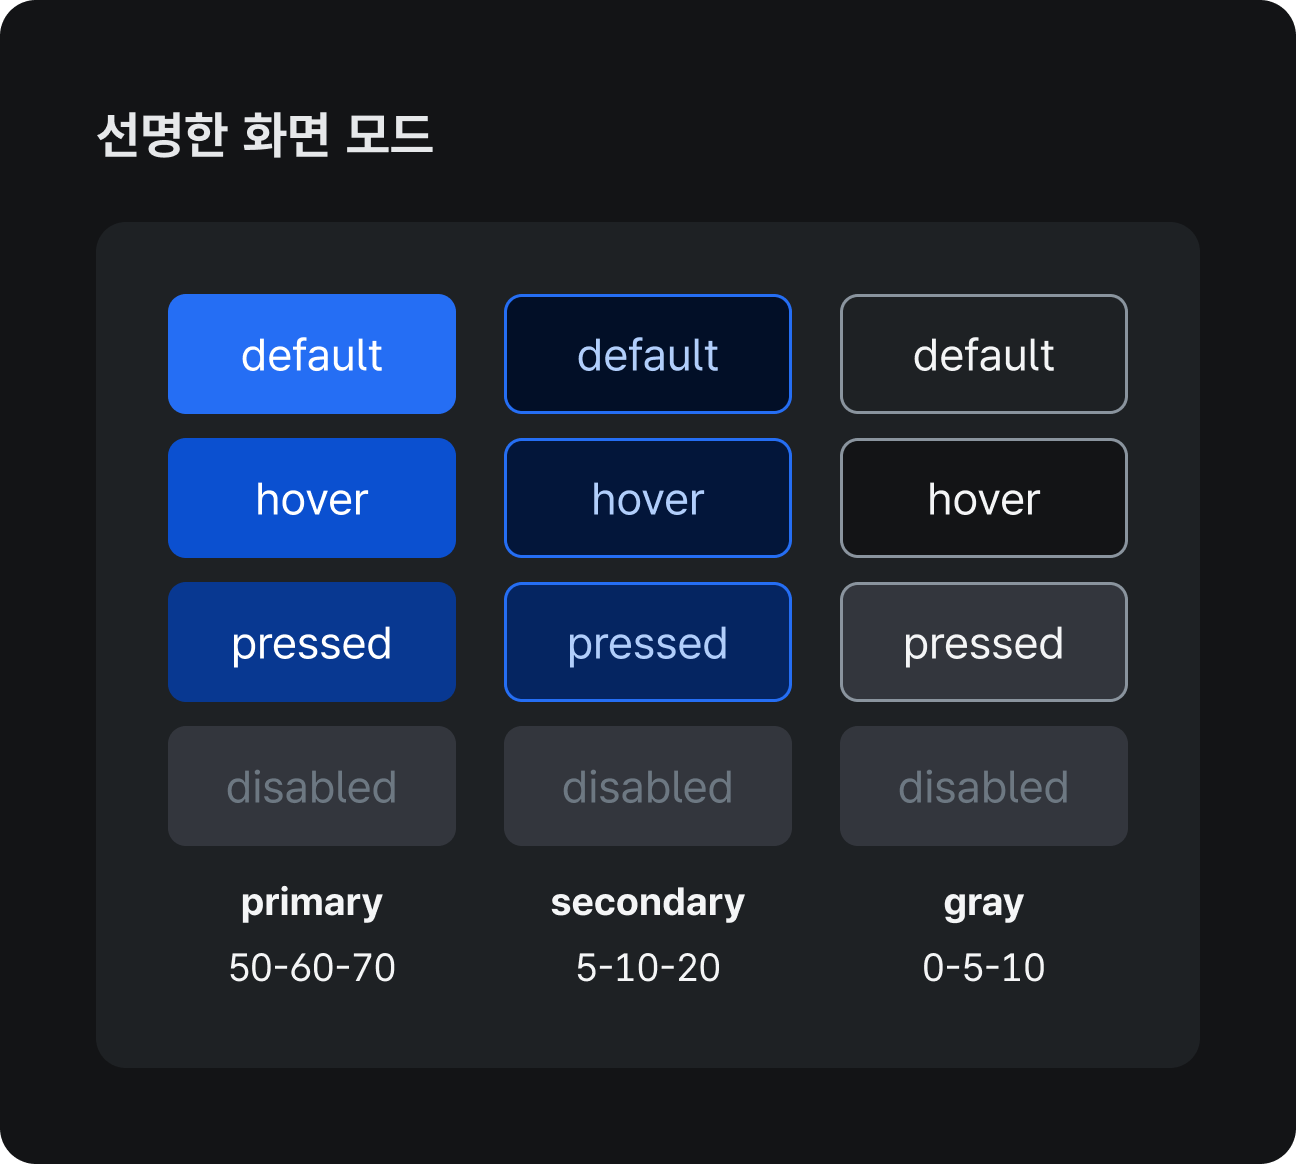 선명한 화면 모드
default default default
hover hover hover
pressed pressed pressed
disabled disabled disabled
primary secondary gray
50-60-70 5-10-20 0-5-10